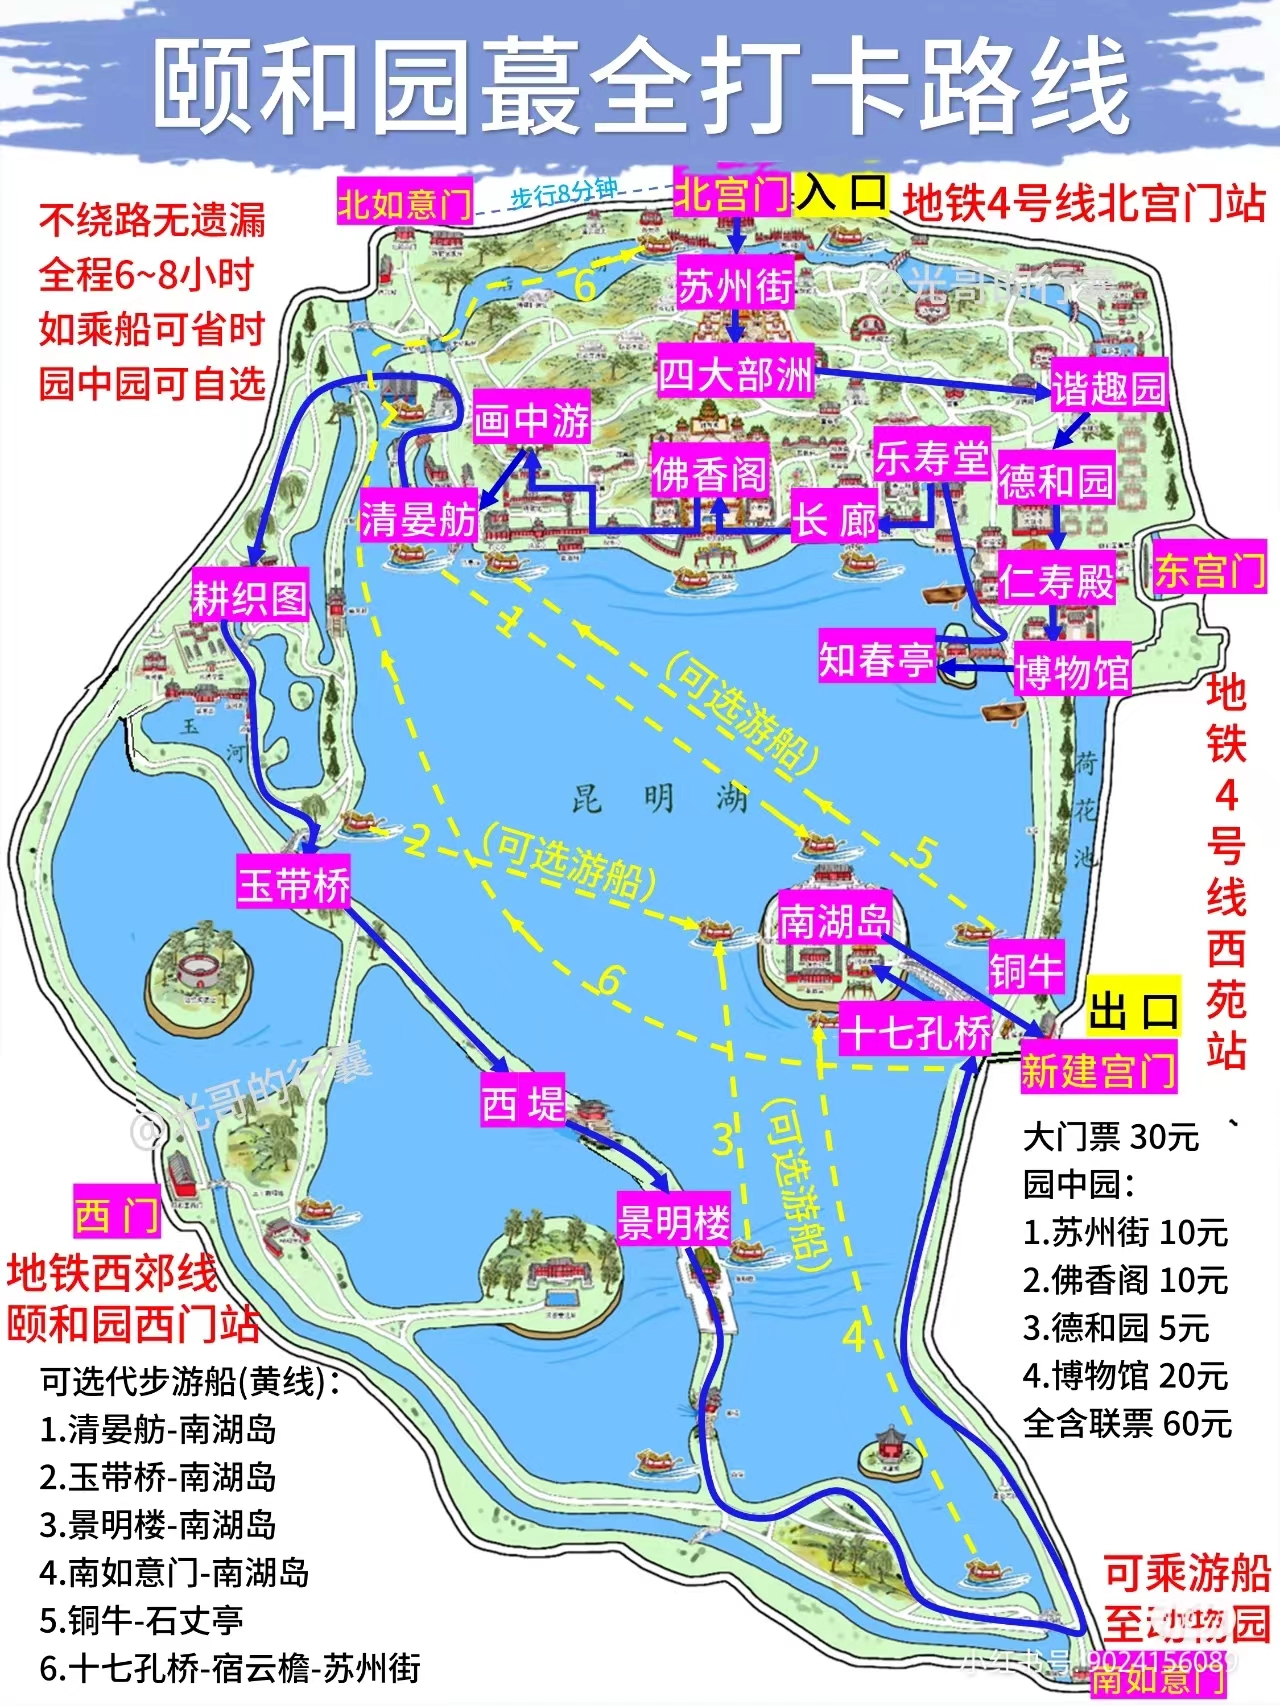 颐和园蕞全打卡路线
北如意门
步行8分钟
北宫门
入口
地铁4号线北宫门站
不绕路无遗漏
全程6~8小时
如乘船可省时
园中园可自选
@光哥的行囊
6
苏州街
四大部洲
谐趣园
画中游
佛香阁
乐寿堂
德和园
清晏舫
长廊
东宫门
仁寿殿
耕织图
知春亭
博物馆
1
(可选游船)
地铁4号线西苑站
玉河
昆明湖
荷花池
2
(可选游船)
5
玉带桥
南湖岛
铜牛
6
出口
十七孔桥
新建宫门
@光哥的行囊
西堤
3
(可选游船)
4
景明楼
西门
地铁西郊线
颐和园西门站
大门票 30元
园中园：
1.苏州街 10元
2.佛香阁 10元
3.德和园 5元
4.博物馆 20元
全含联票 60元
可选代步游船(黄线)：
1.清晏舫-南湖岛
2.玉带桥-南湖岛
3.景明楼-南湖岛
4.南如意门-南湖岛
5.铜牛-石丈亭
6.十七孔桥-宿云檐-苏州街
可乘游船
至动物园
小红书号 9024156089
南如意门